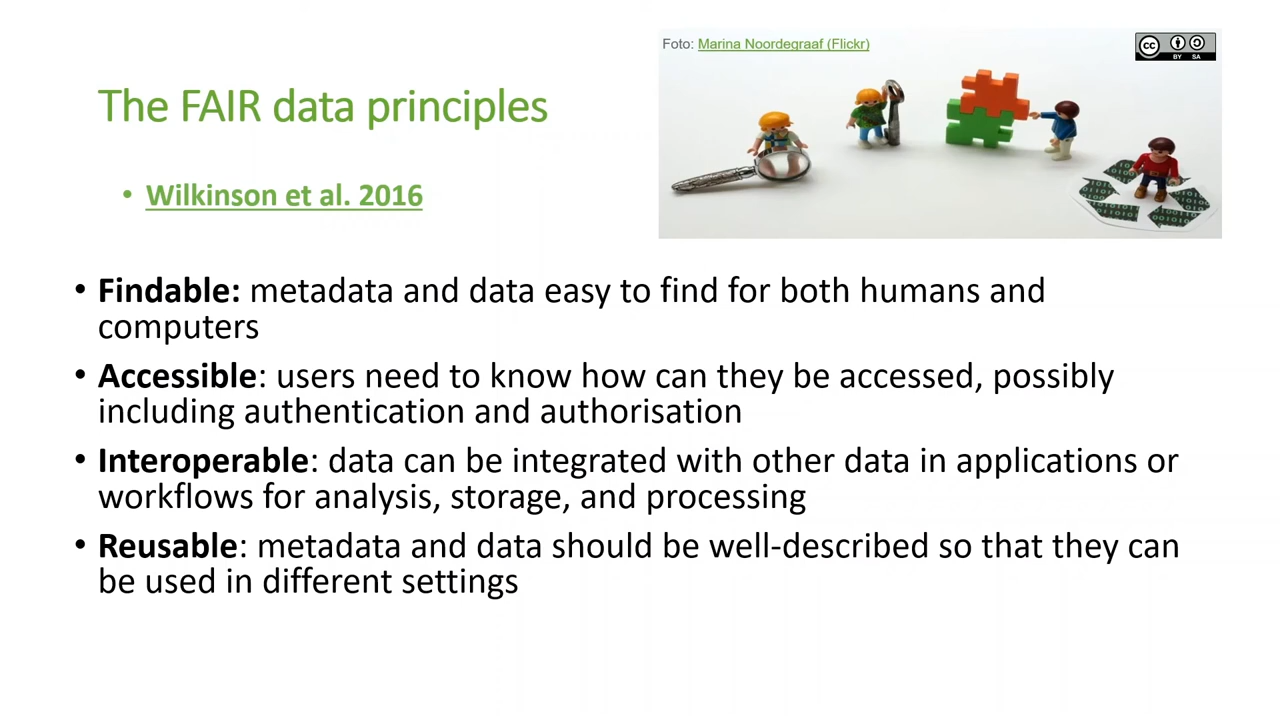 Foto: Marina Noordegraaf (Flickr)
cc
BY SA
The FAIR data principles
• Wilkinson et al. 2016
• Findable: metadata and data easy to find for both humans and
computers
• Accessible: users need to know how can they be accessed, possibly
including authentication and authorisation
• Interoperable: data can be integrated with other data in applications or
workflows for analysis, storage, and processing
• Reusable: metadata and data should be well-described so that they can
be used in different settings